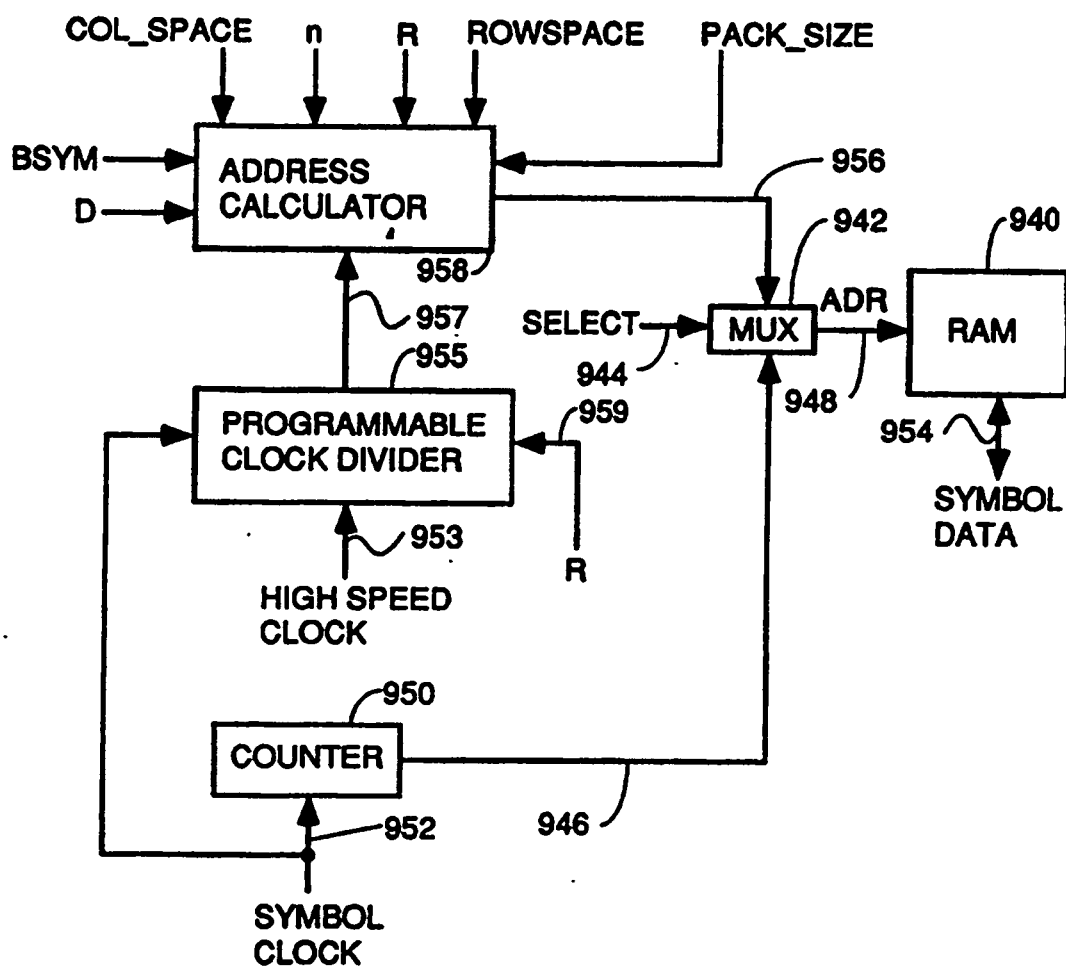 COL_SPACE n R ROWSPACE PACK_SIZE
BSYM
D
ADDRESS
CALCULATOR
958
956
942
940
957
SELECT
944
MUX
ADR
948
RAM
954
SYMBOL
DATA
955
959
PROGRAMMABLE
CLOCK DIVIDER
953
R
HIGH SPEED
CLOCK
950
COUNTER
952
946
SYMBOL
CLOCK